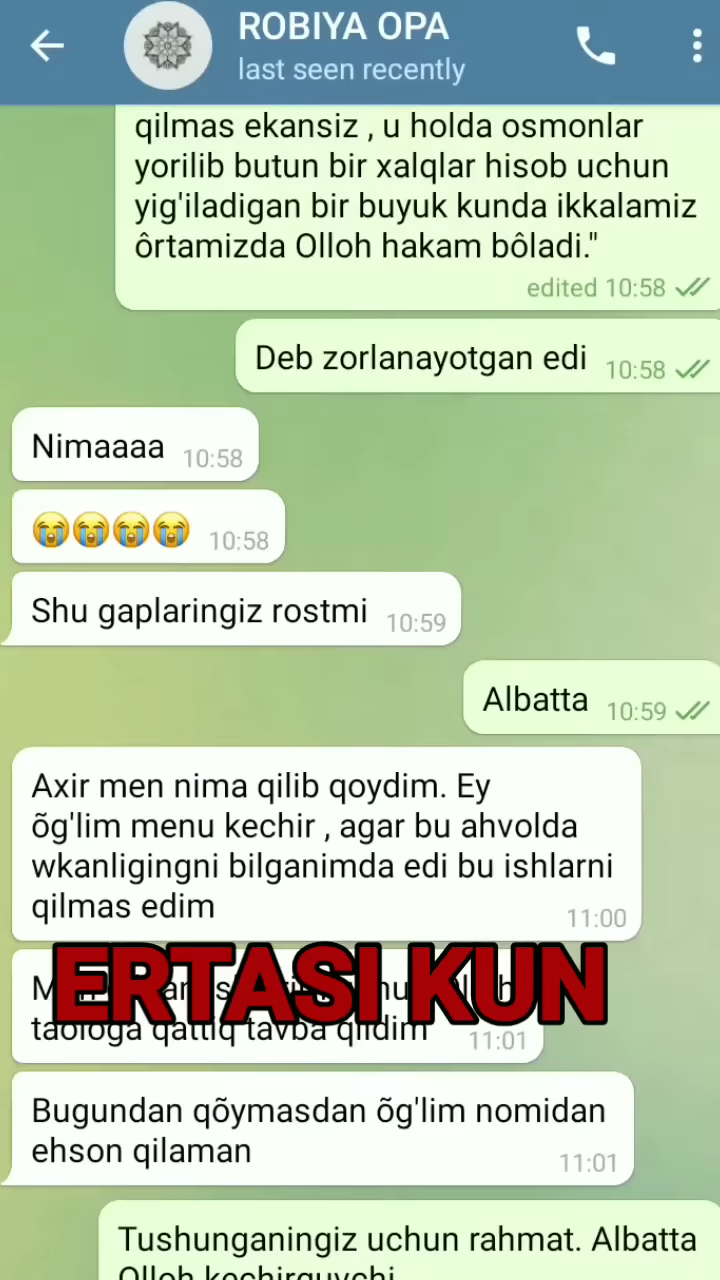 ROBIYA OPA
last seen recently
qilmas ekansiz , u holda osmonlar
yorilib butun bir xalqlar hisob uchun
yig'iladigan bir buyuk kunda ikkalamiz
ôrtamizda Olloh hakam bôladi."
edited 10:58
Deb zorlanayotgan edi 10:58
Nimaaaa 10:58
😭😭😭😭 10:58
Shu gaplaringiz rostmi 10:59
Albatta 10:59
Axir men nima qilib qoydim. Ey
õg'lim menu kechir , agar bu ahvolda
wkanligingni bilganimda edi bu ishlarni
qilmas edim
11:00
ERTASI KUN
taologa qattiq tavba qildim 11:01
Bugundan qõymasdan õg'lim nomidan
ehson qilaman
11:01
Tushunganingiz uchun rahmat. Albatta
Olloh kechirguvchi